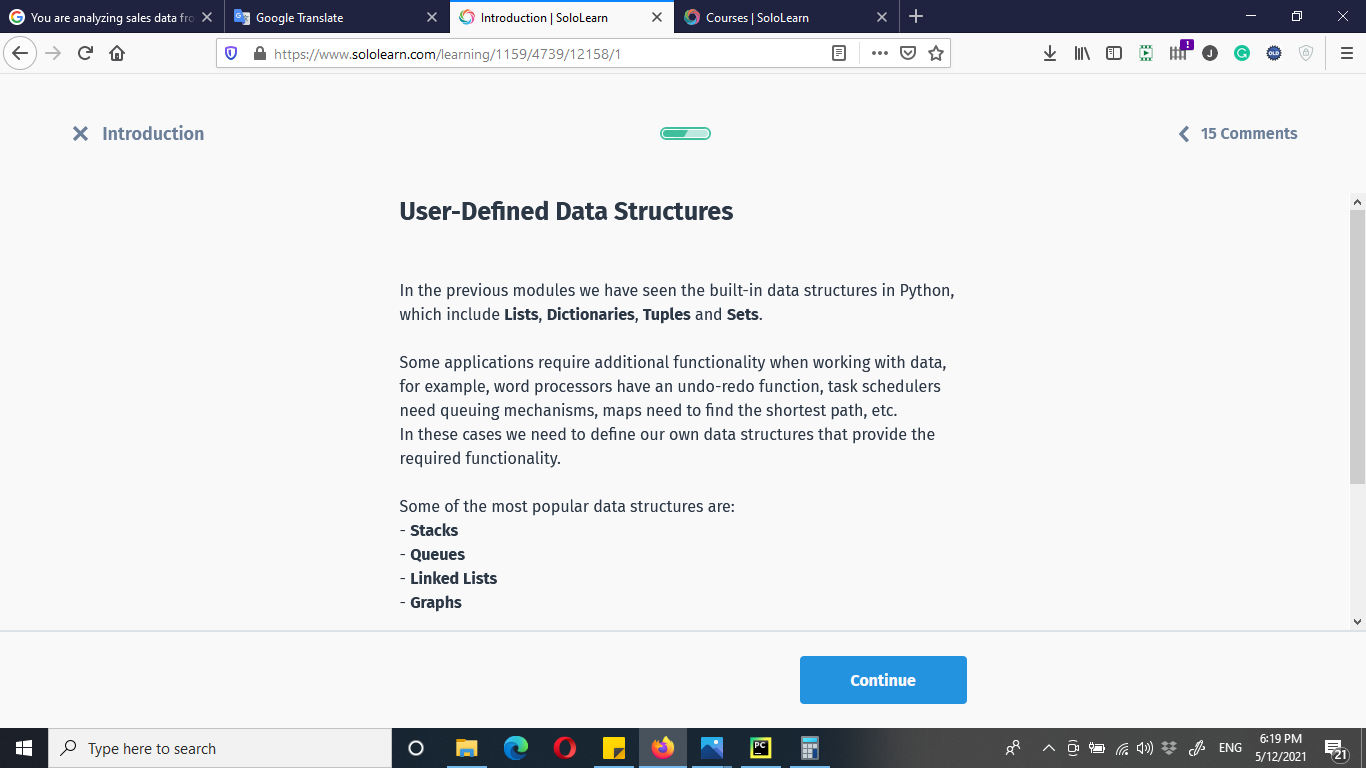 You are analyzing sales data fro
Google Translate
Introduction | SoloLearn
Courses | SoloLearn
https://www.sololearn.com/learning/1159/4739/12158/1
Introduction
15 Comments
User-Defined Data Structures
In the previous modules we have seen the built-in data structures in Python,
which include Lists, Dictionaries, Tuples and Sets.
Some applications require additional functionality when working with data,
for example, word processors have an undo-redo function, task schedulers
need queuing mechanisms, maps need to find the shortest path, etc.
In these cases we need to define our own data structures that provide the
required functionality.
Some of the most popular data structures are:
- Stacks
- Queues
- Linked Lists
- Graphs
Continue
Type here to search
PC
ENG
6:19 PM
5/12/2021
21